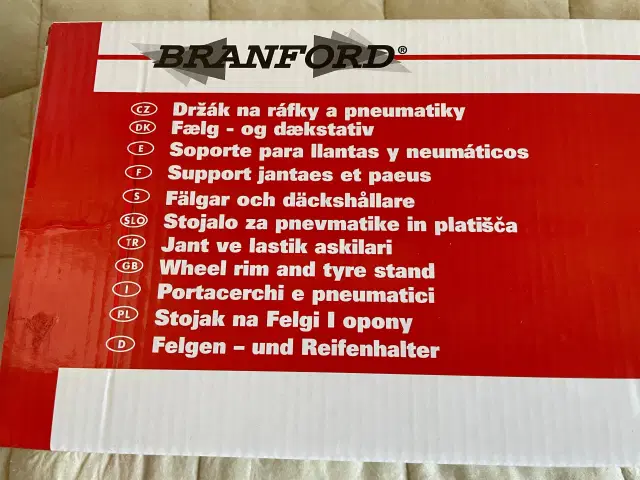 BRANFORD®
CZ Držák na ráfky a pneumatiky
DK Fælg - og dækstativ
E Soporte para llantas y neumáticos
F Support jantaes et paeus
S Fälgar och däckshållare
SLO Stojalo za pnevmatike in platišča
TR Jant ve lastik askilari
GB Wheel rim and tyre stand
I Portacerchi e pneumatici
PL Stojak na Felgi I opony
D Felgen – und Reifenhalter